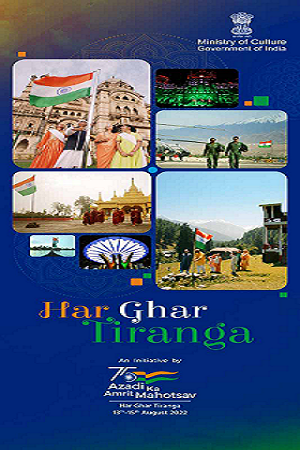 Ministry of Culture
Government of India
Har Ghar
Tiranga
An Initiative by
75
Azadi Ka
Amrit Mahotsav
Har Ghar Tiranga
13th-15th August 2022